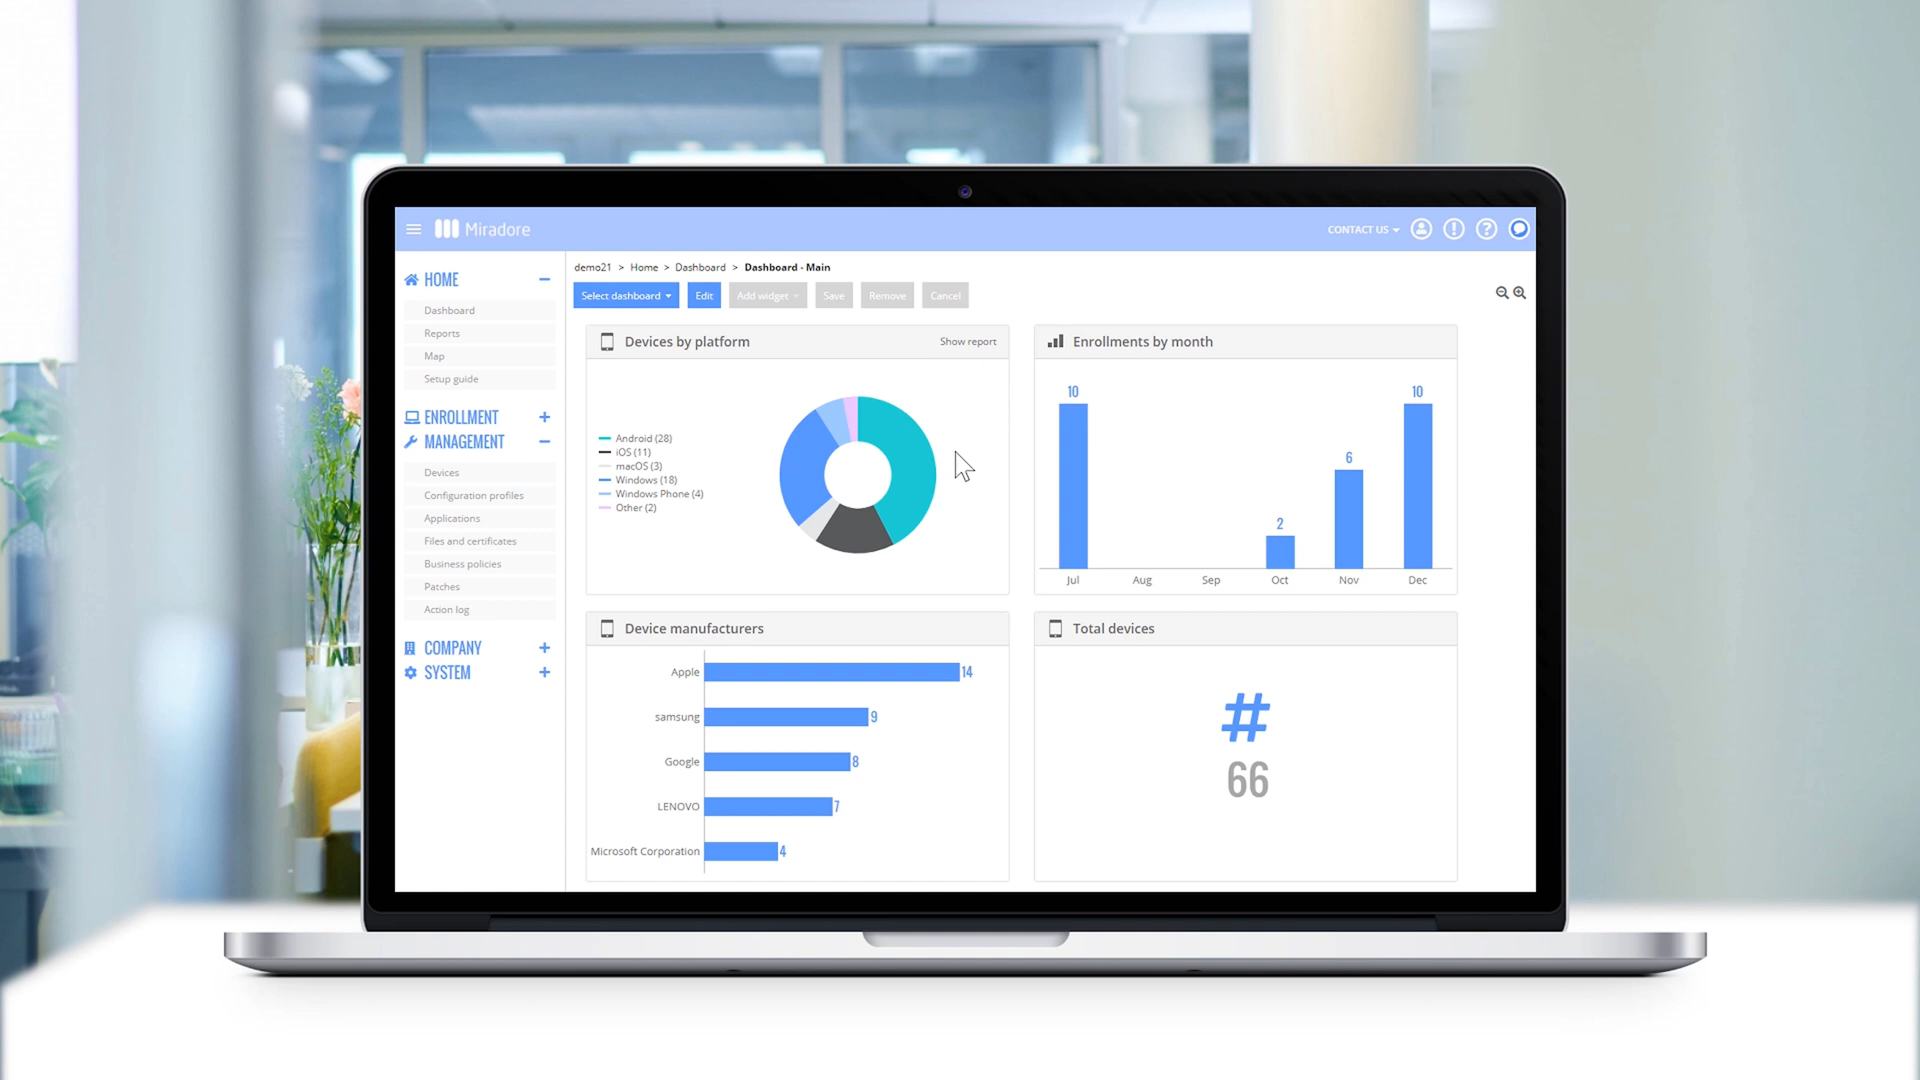 Miradore
CONTACT US
HOME
Dashboard
Reports
Map
Setup guide
ENROLLMENT
MANAGEMENT
Devices
Configuration profiles
Applications
Files and certificates
Business policies
Patches
Action log
COMPANY
SYSTEM
demo21 > Home > Dashboard > Dashboard - Main
Select dashboard Edit Add widget Save Remove Cancel
Devices by platform Show report
Android (28)
iOS (11)
macOS (3)
Windows (18)
Windows Phone (4)
Other (2)
Enrollments by month
10 2 6 10
Jul Aug Sep Oct Nov Dec
Device manufacturers
Apple 14
samsung 9
Google 8
LENOVO 7
Microsoft Corporation 4
Total devices
#
66